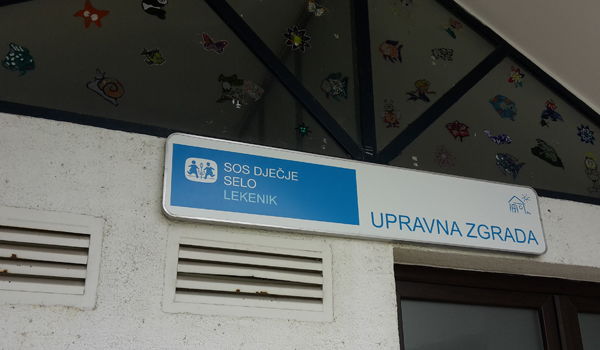 SOS DJEČJE
SELO
LEKENIK
UPRAVNA ZGRADA